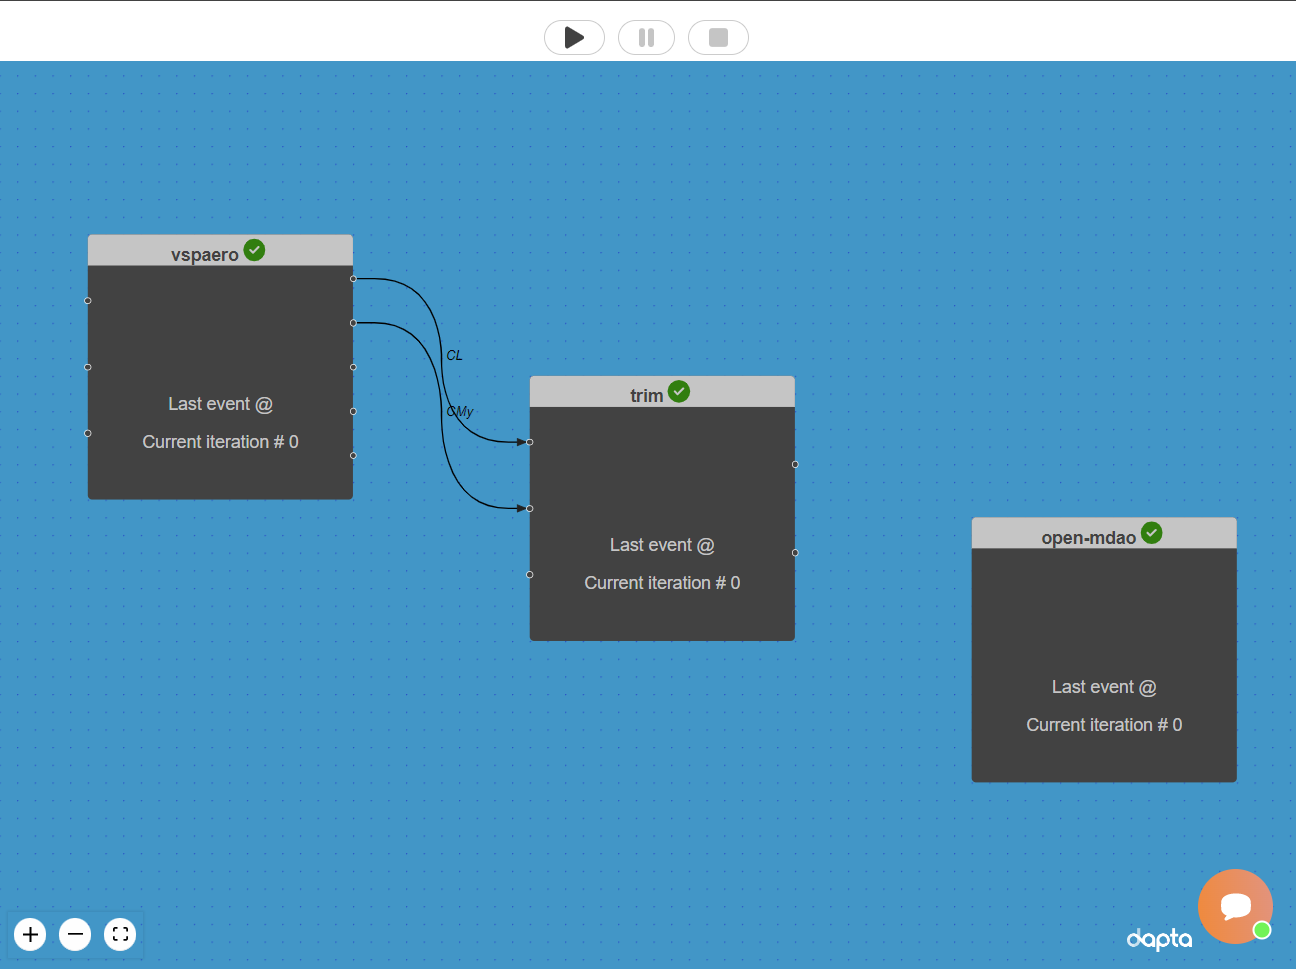 vspaero
Last event @
Current iteration # 0
CL
CMy
trim
Last event @
Current iteration # 0
open-mdao
Last event @
Current iteration # 0
dapta